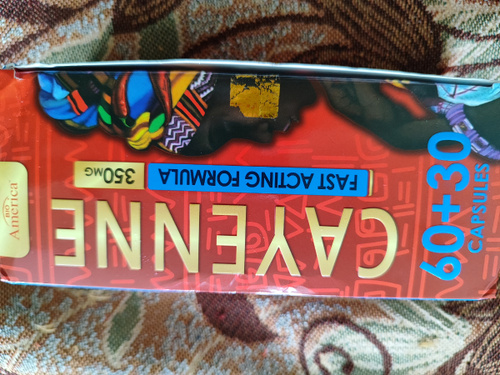 60+30
CAPSULES
CAYENNE
FAST ACTING FORMULA
350MG
BIO
America